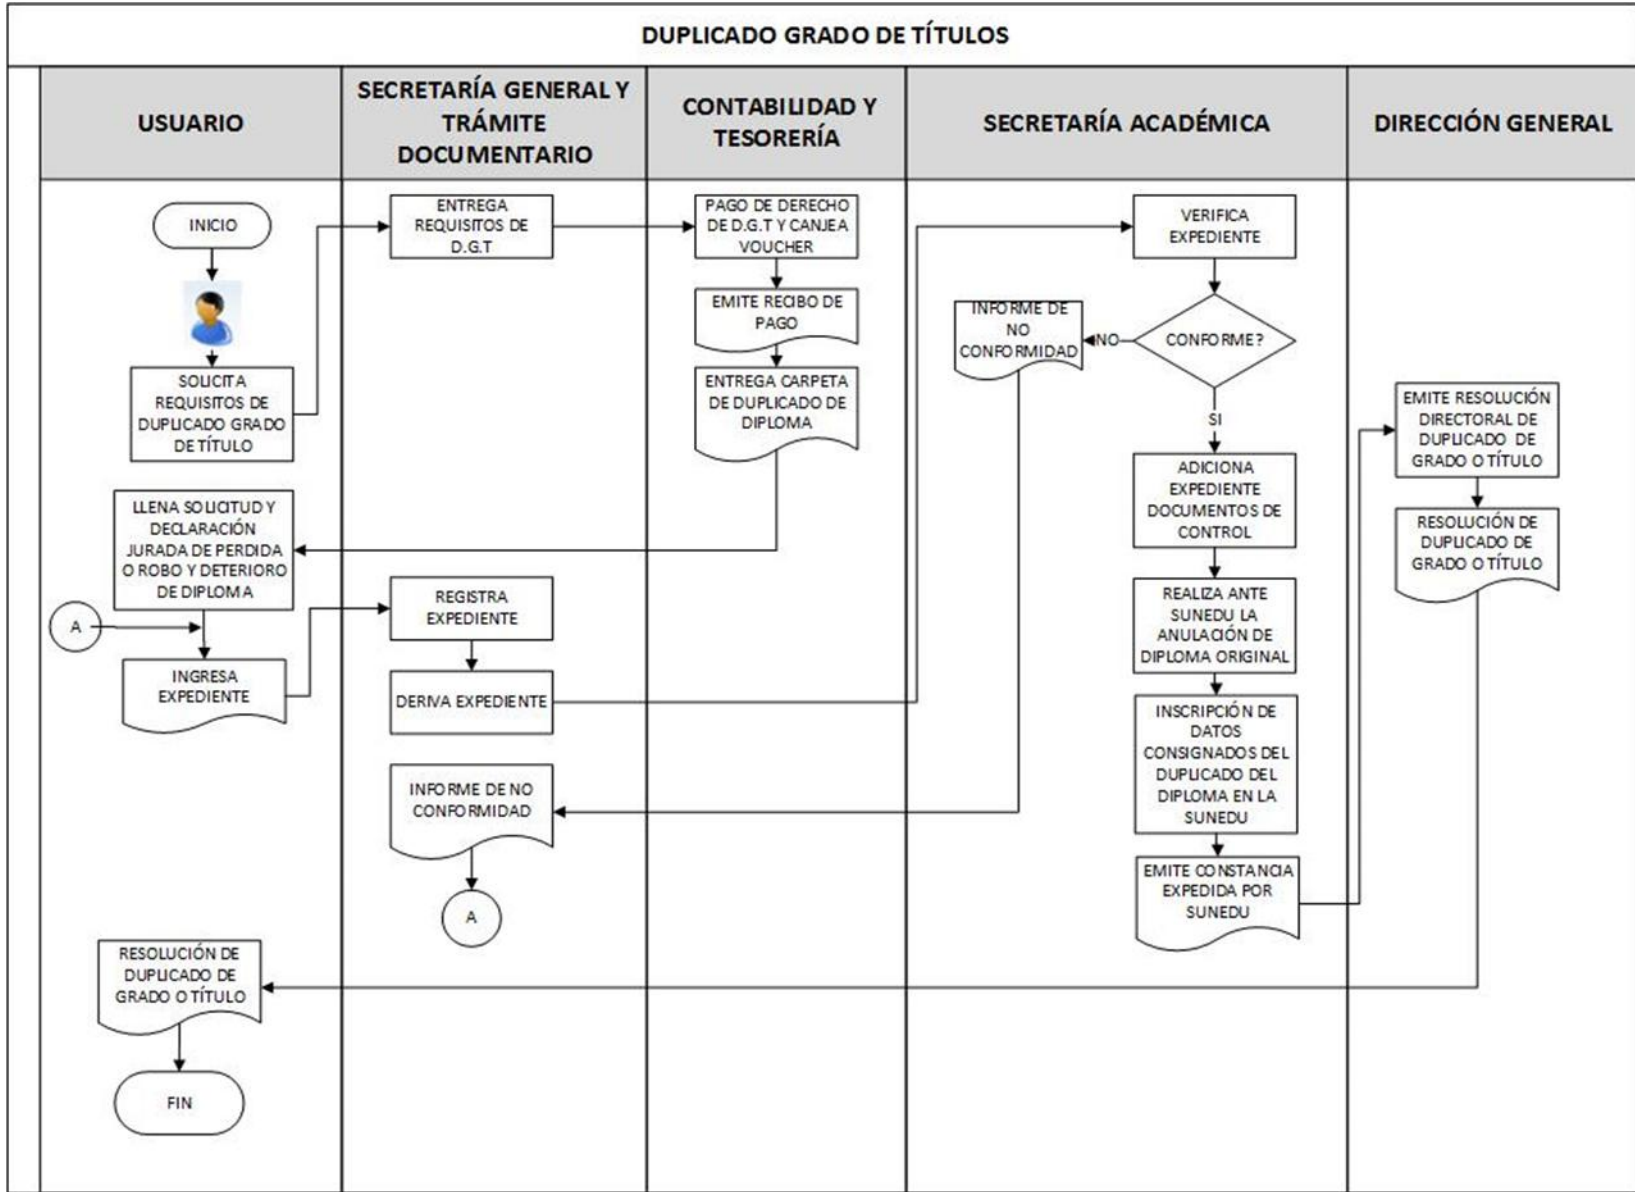 DUPLICADO GRADO DE TÍTULOS
USUARIO
SECRETARÍA GENERAL Y
TRÁMITE
DOCUMENTARIO
CONTABILIDAD Y
TESORERÍA
SECRETARÍA ACADÉMICA
DIRECCIÓN GENERAL
INICIO
SOLICITA
REQUISITOS DE
DUPLICADO GRADO
DE TÍTULO
ENTREGA
REQUISITOS DE
D.G.T
PAGO DE DERECHO
DE D.G.T Y CANJEA
VOUCHER
EMITE RECIBO DE
PAGO
ENTREGA CARPETA
DE DUPLICADO DE
DIPLOMA
LLENA SOLICITUD Y
DECLARACIÓN
JURADA DE PERDIDA
O ROBO Y DETERIORO
DE DIPLOMA
A
INGRESA
EXPEDIENTE
REGISTRA
EXPEDIENTE
DERIVA EXPEDIENTE
VERIFICA
EXPEDIENTE
CONFORME?
NO
INFORME DE
NO
CONFORMIDAD
INFORME DE NO
CONFORMIDAD
A
SI
ADICIONA
EXPEDIENTE
DOCUMENTOS DE
CONTROL
REALIZA ANTE
SUNEDU LA
ANULACIÓN DE
DIPLOMA ORIGINAL
INSCRIPCIÓN DE
DATOS
CONSIGNADOS DEL
DUPLICADO DEL
DIPLOMA EN LA
SUNEDU
EMITE CONSTANCIA
EXPEDIDA POR
SUNEDU
EMITE RESOLUCIÓN
DIRECTORAL DE
DUPLICADO DE
GRADO O TÍTULO
RESOLUCIÓN DE
DUPLICADO DE
GRADO O TÍTULO
RESOLUCIÓN DE
DUPLICADO DE
GRADO O TÍTULO
FIN